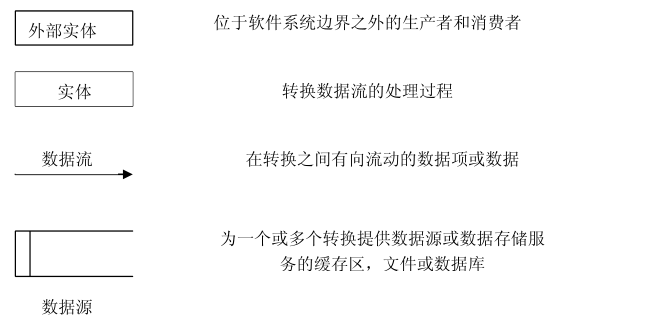 外部实体
位于软件系统边界之外的生产者和消费者
实体
转换数据流的处理过程
数据流
在转换之间有向流动的数据项或数据
为一个或多个转换提供数据源或数据存储服
务的缓存区，文件或数据库
数据源